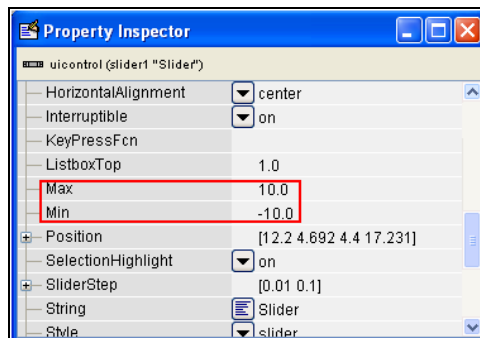 Property Inspector
uicontrol (slider1 "Slider")
HorizontalAlignment center
Interruptible on
KeyPressFcn
ListboxTop 1.0
Max 10.0
Min -10.0
Position [12.2 4.692 4.4 17.231]
SelectionHighlight on
SliderStep [0.01 0.1]
String Slider
Style slider